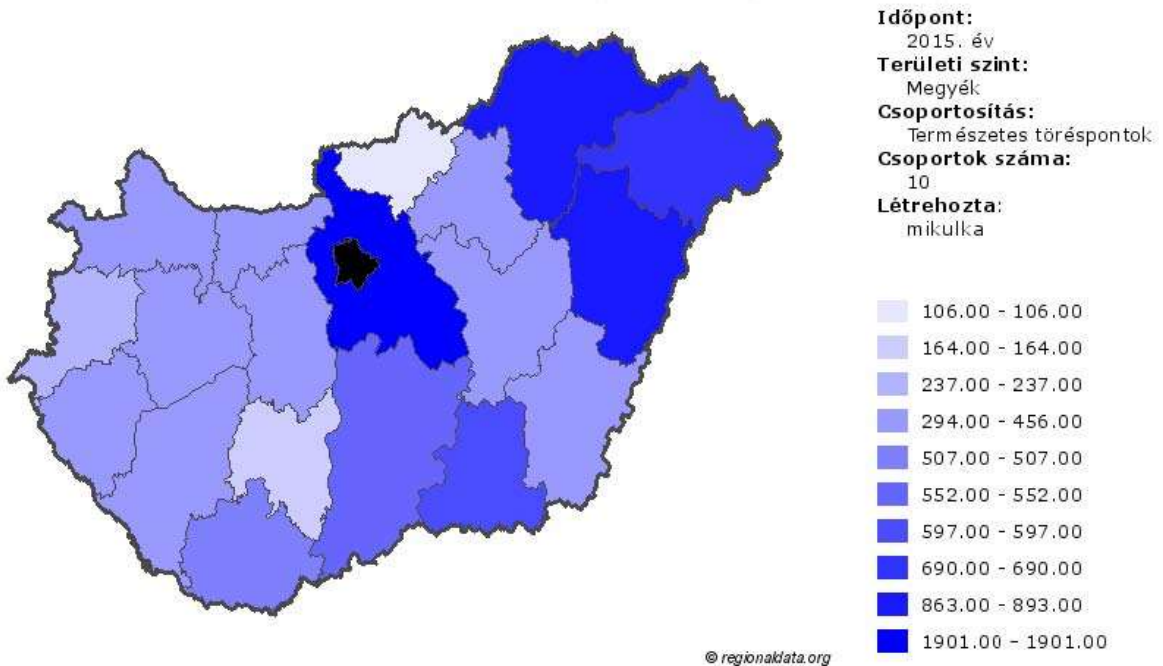 Időpont:
2015. év
Területi szint:
Megyék
Csoportosítás:
Természetes töréspontok
Csoportok száma:
10
Létrehozta:
mikulka
106.00 - 106.00
164.00 - 164.00
237.00 - 237.00
294.00 - 456.00
507.00 - 507.00
552.00 - 552.00
597.00 - 597.00
690.00 - 690.00
863.00 - 893.00
1901.00 - 1901.00
© regionaldata.org